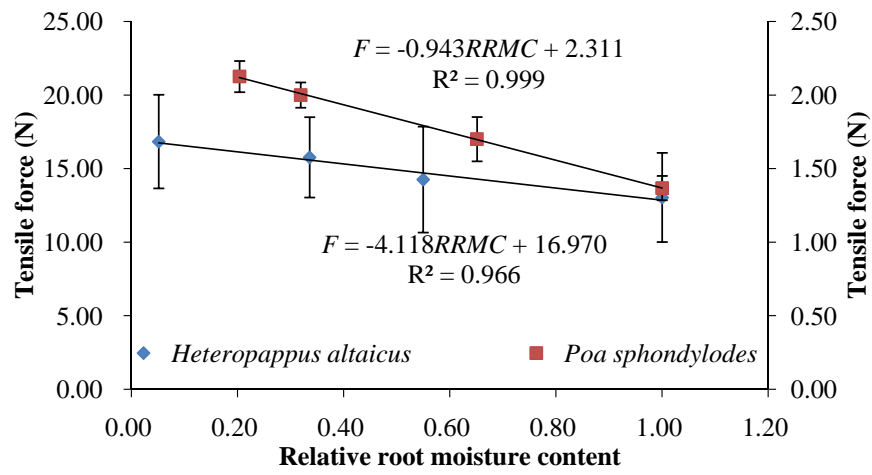 25.00
20.00
15.00
10.00
5.00
0.00
2.50
2.00
1.50
1.00
0.50
0.00
Tensile force (N)
Tensile force (N)
F = -0.943RRMC + 2.311
R² = 0.999
F = -4.118RRMC + 16.970
R² = 0.966
Heteropappus altaicus
Poa sphondylodes
0.00 0.20 0.40 0.60 0.80 1.00 1.20
Relative root moisture content